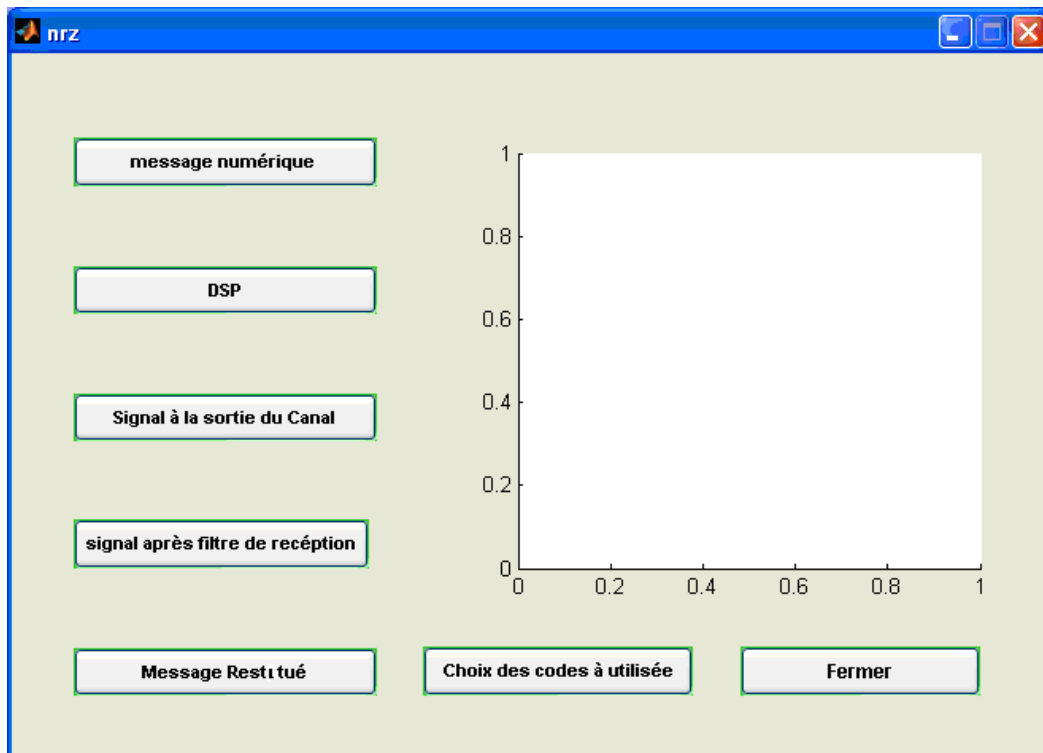 nrz
message numérique
DSP
Signal à la sortie du Canal
signal après filtre de recéption
Message Restitué
1
0.8
0.6
0.4
0.2
0
0 0.2 0.4 0.6 0.8 1
Choix des codes à utilisée
Fermer